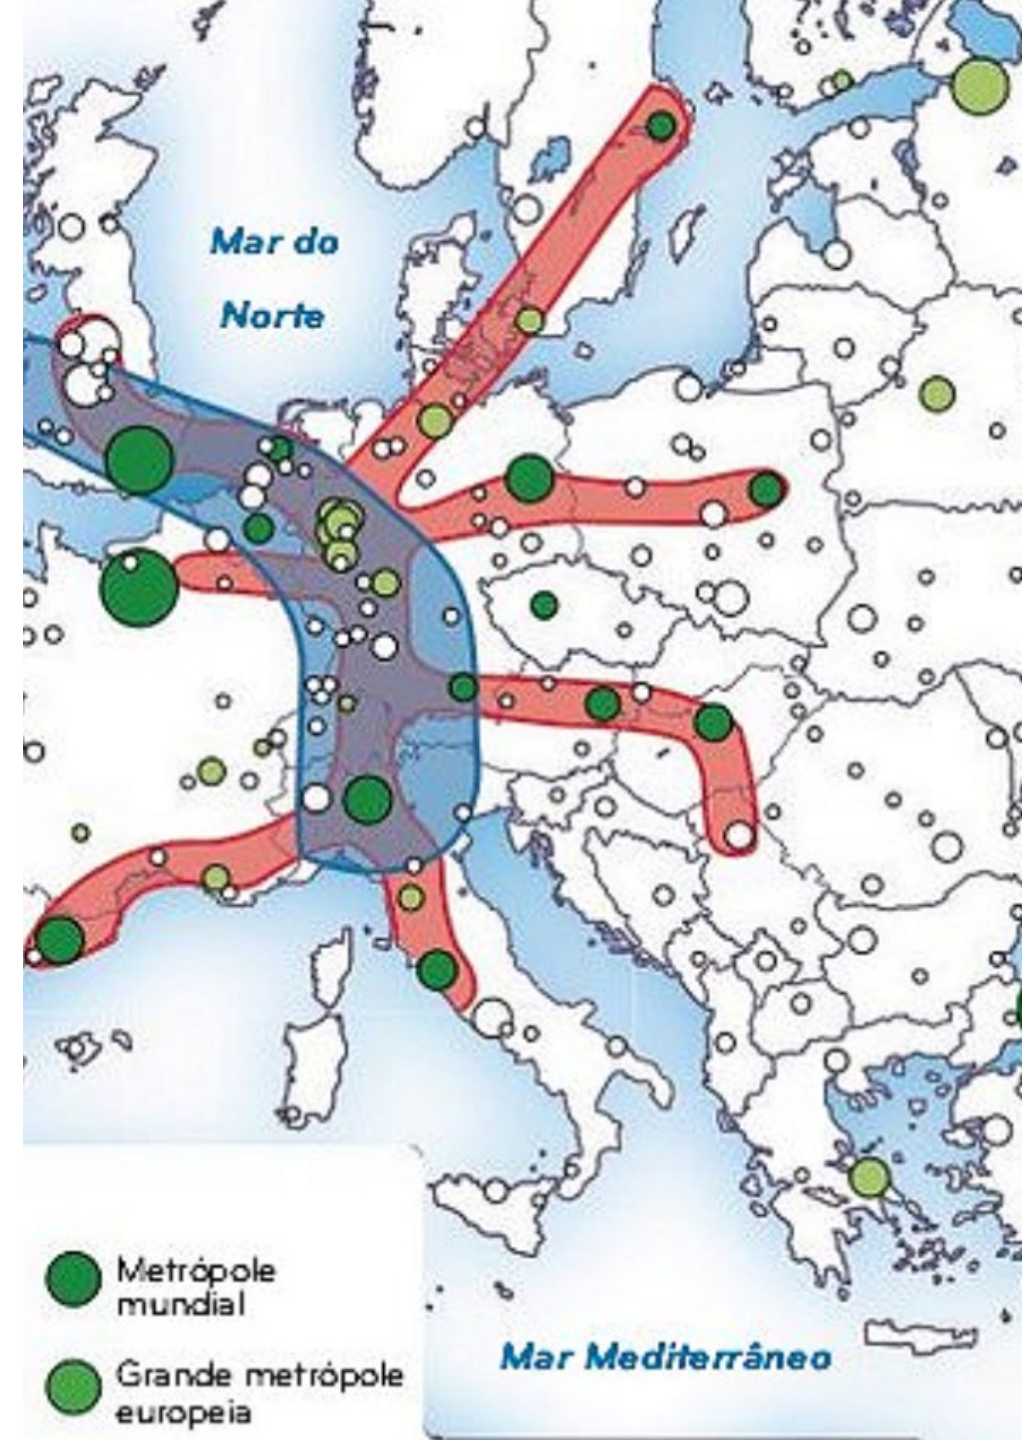 Mar do
Norte
Metrópole
mundial
Grande metrópole
europeia
Mar Mediterrâneo